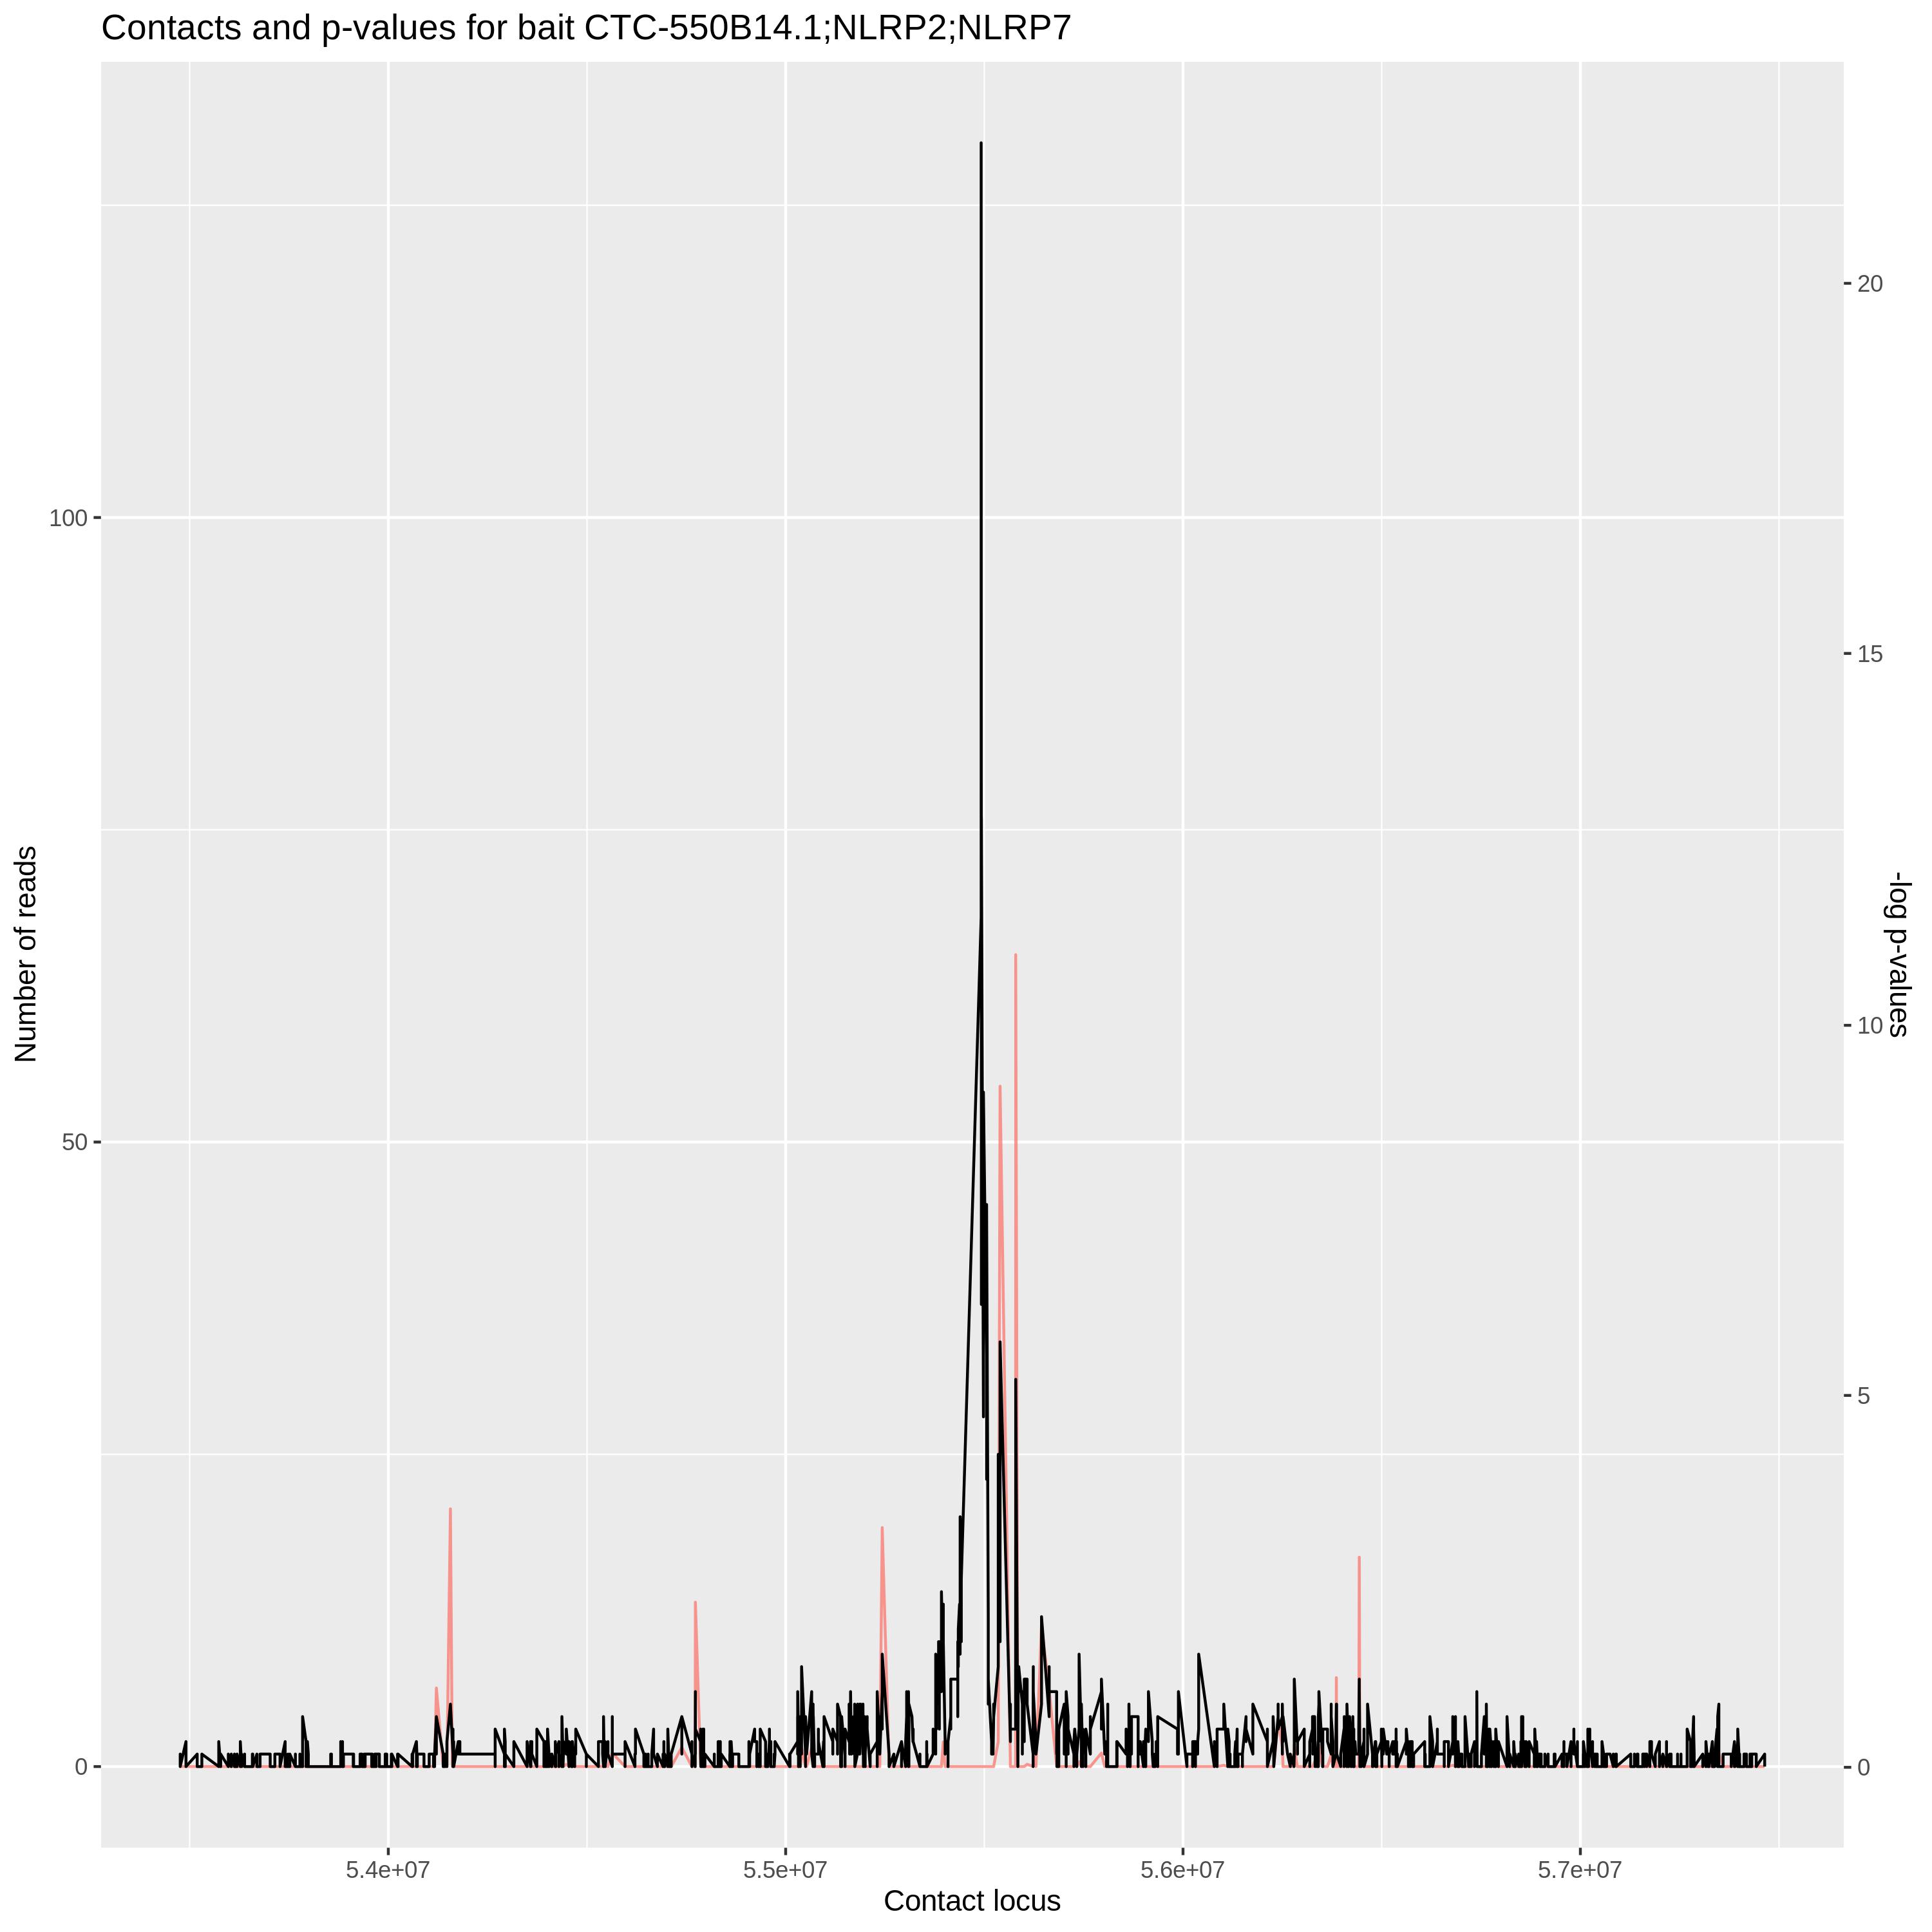 Contacts and p-values for bait CTC-550B14.1;NLRP2;NLRP7
Number of reads
100
50
0
20
15
10
5
0
-log p-values
5.4e+07 5.5e+07 5.6e+07 5.7e+07
Contact locus